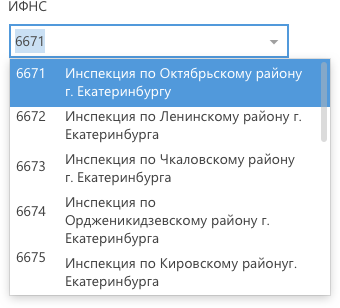 ИФНС
6671
6671 Инспекция по Октябрьскому району
г. Екатеринбургу
6672 Инспекция по Ленинскому району г.
Екатеринбурга
6673 Инспекция по Чкаловскому району
г. Екатеринбурга
6674 Инспекция по
Орджениκидзевскому району г.
Екатеринбурга
6675 Инспекция по Кировскому районуг.
Екатеринбурга